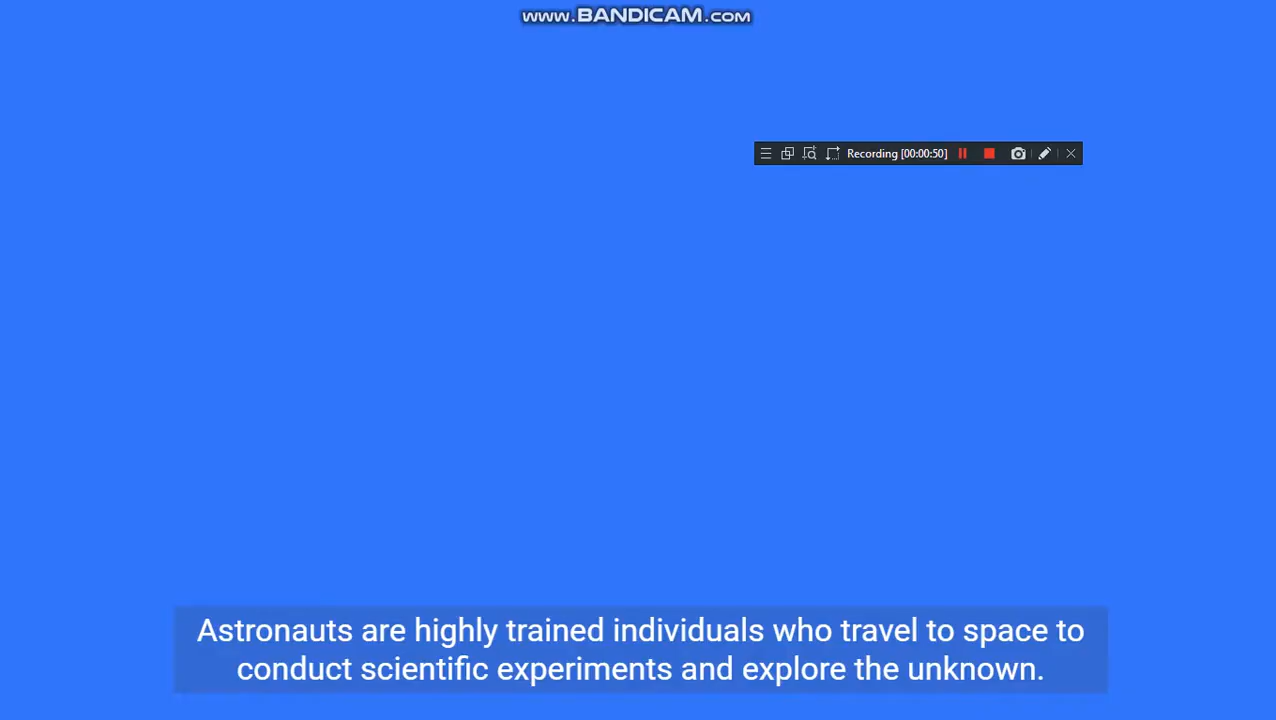 www.BANDICAM.com
Recording [00:00:50]
Astronauts are highly trained individuals who travel to space to
conduct scientific experiments and explore the unknown.